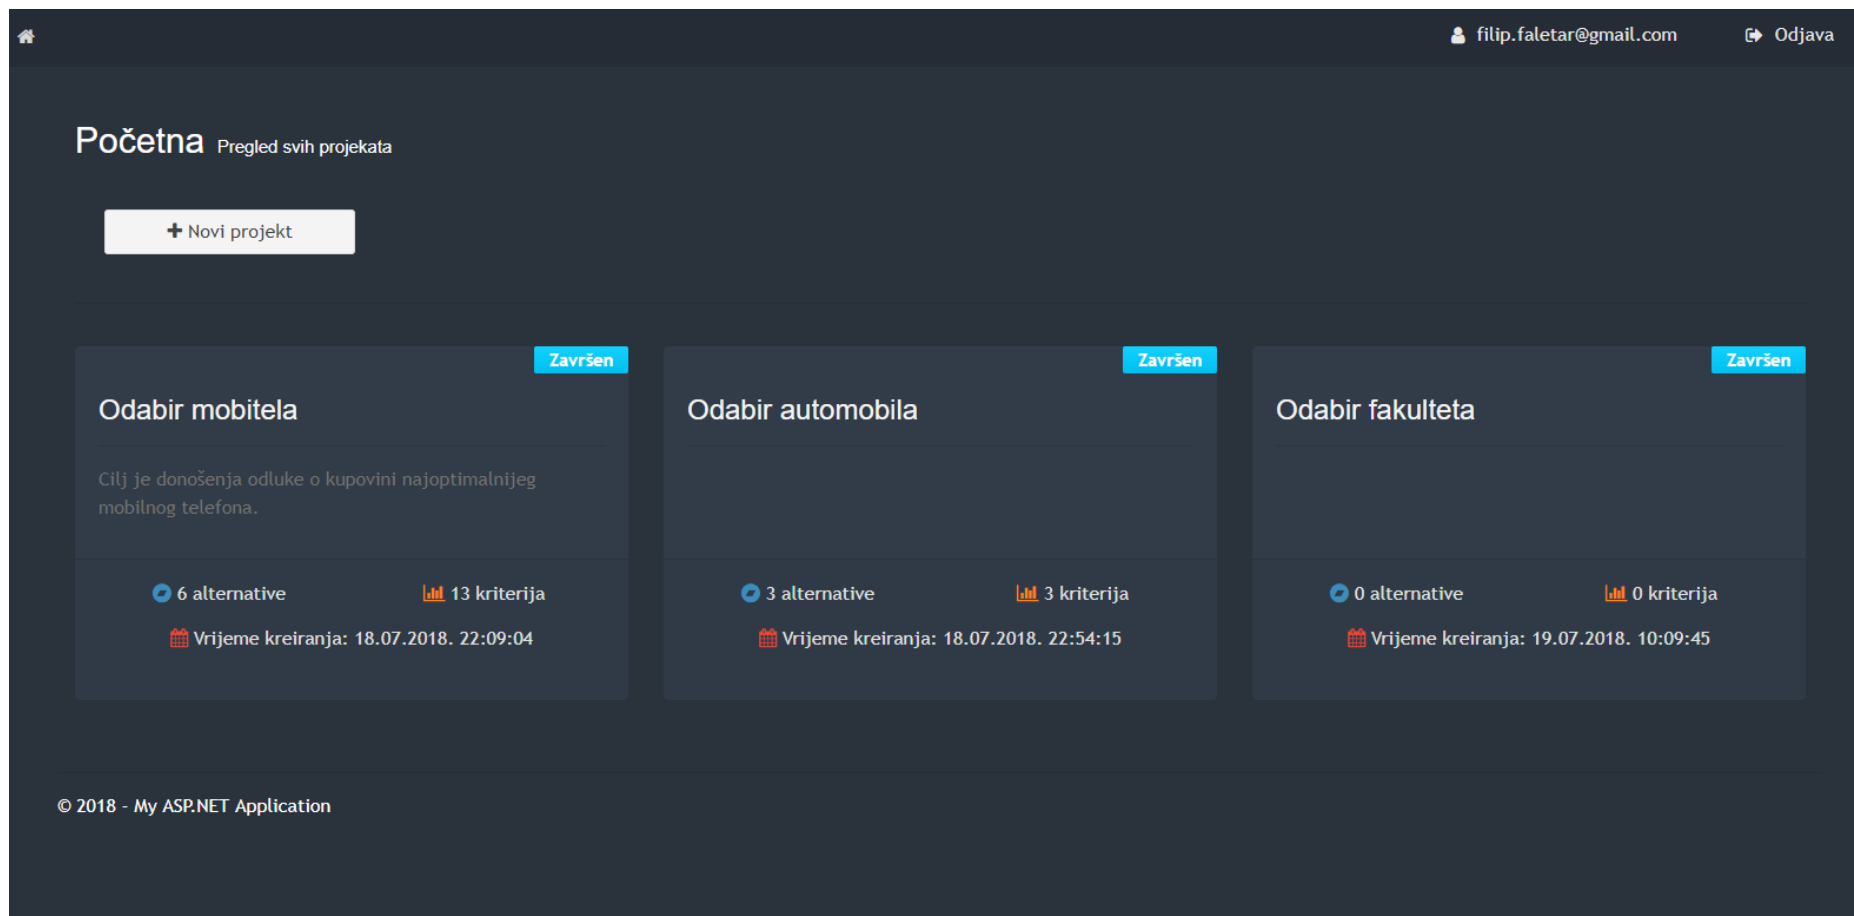 filip.faletar@gmail.com Odjava
Početna Pregled svih projekata
Novi projekt
Završen
Odabir mobitela
Cilj je donošenja odluke o kupovini najoptimalnijeg
mobilnog telefona.
6 alternative 13 kriterija
Vrijeme kreiranja: 18.07.2018. 22:09:04
Završen
Odabir automobila
3 alternative 3 kriterija
Vrijeme kreiranja: 18.07.2018. 22:54:15
Završen
Odabir fakulteta
0 alternative 0 kriterija
Vrijeme kreiranja: 19.07.2018. 10:09:45
© 2018 - My ASP.NET Application